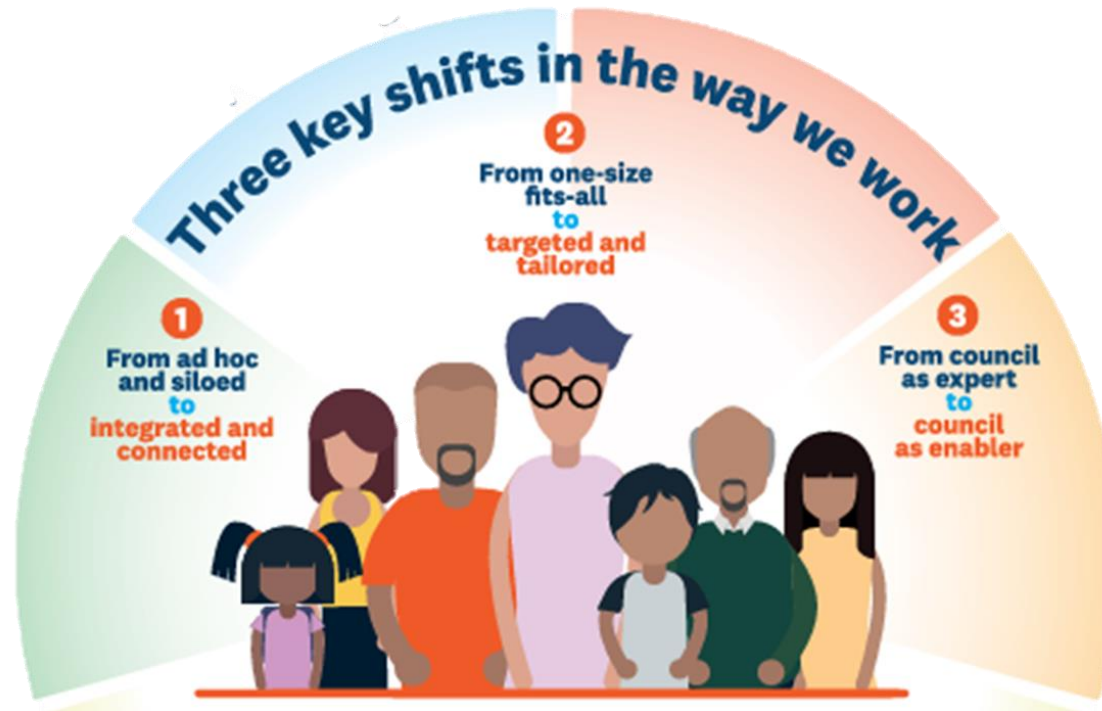 Three key shifts in the way we work
1
From ad hoc
and siloed
to
integrated and
connected
2
From one-size
fits-all
to
targeted and
tailored
3
From council
as expert
to
council
as enabler